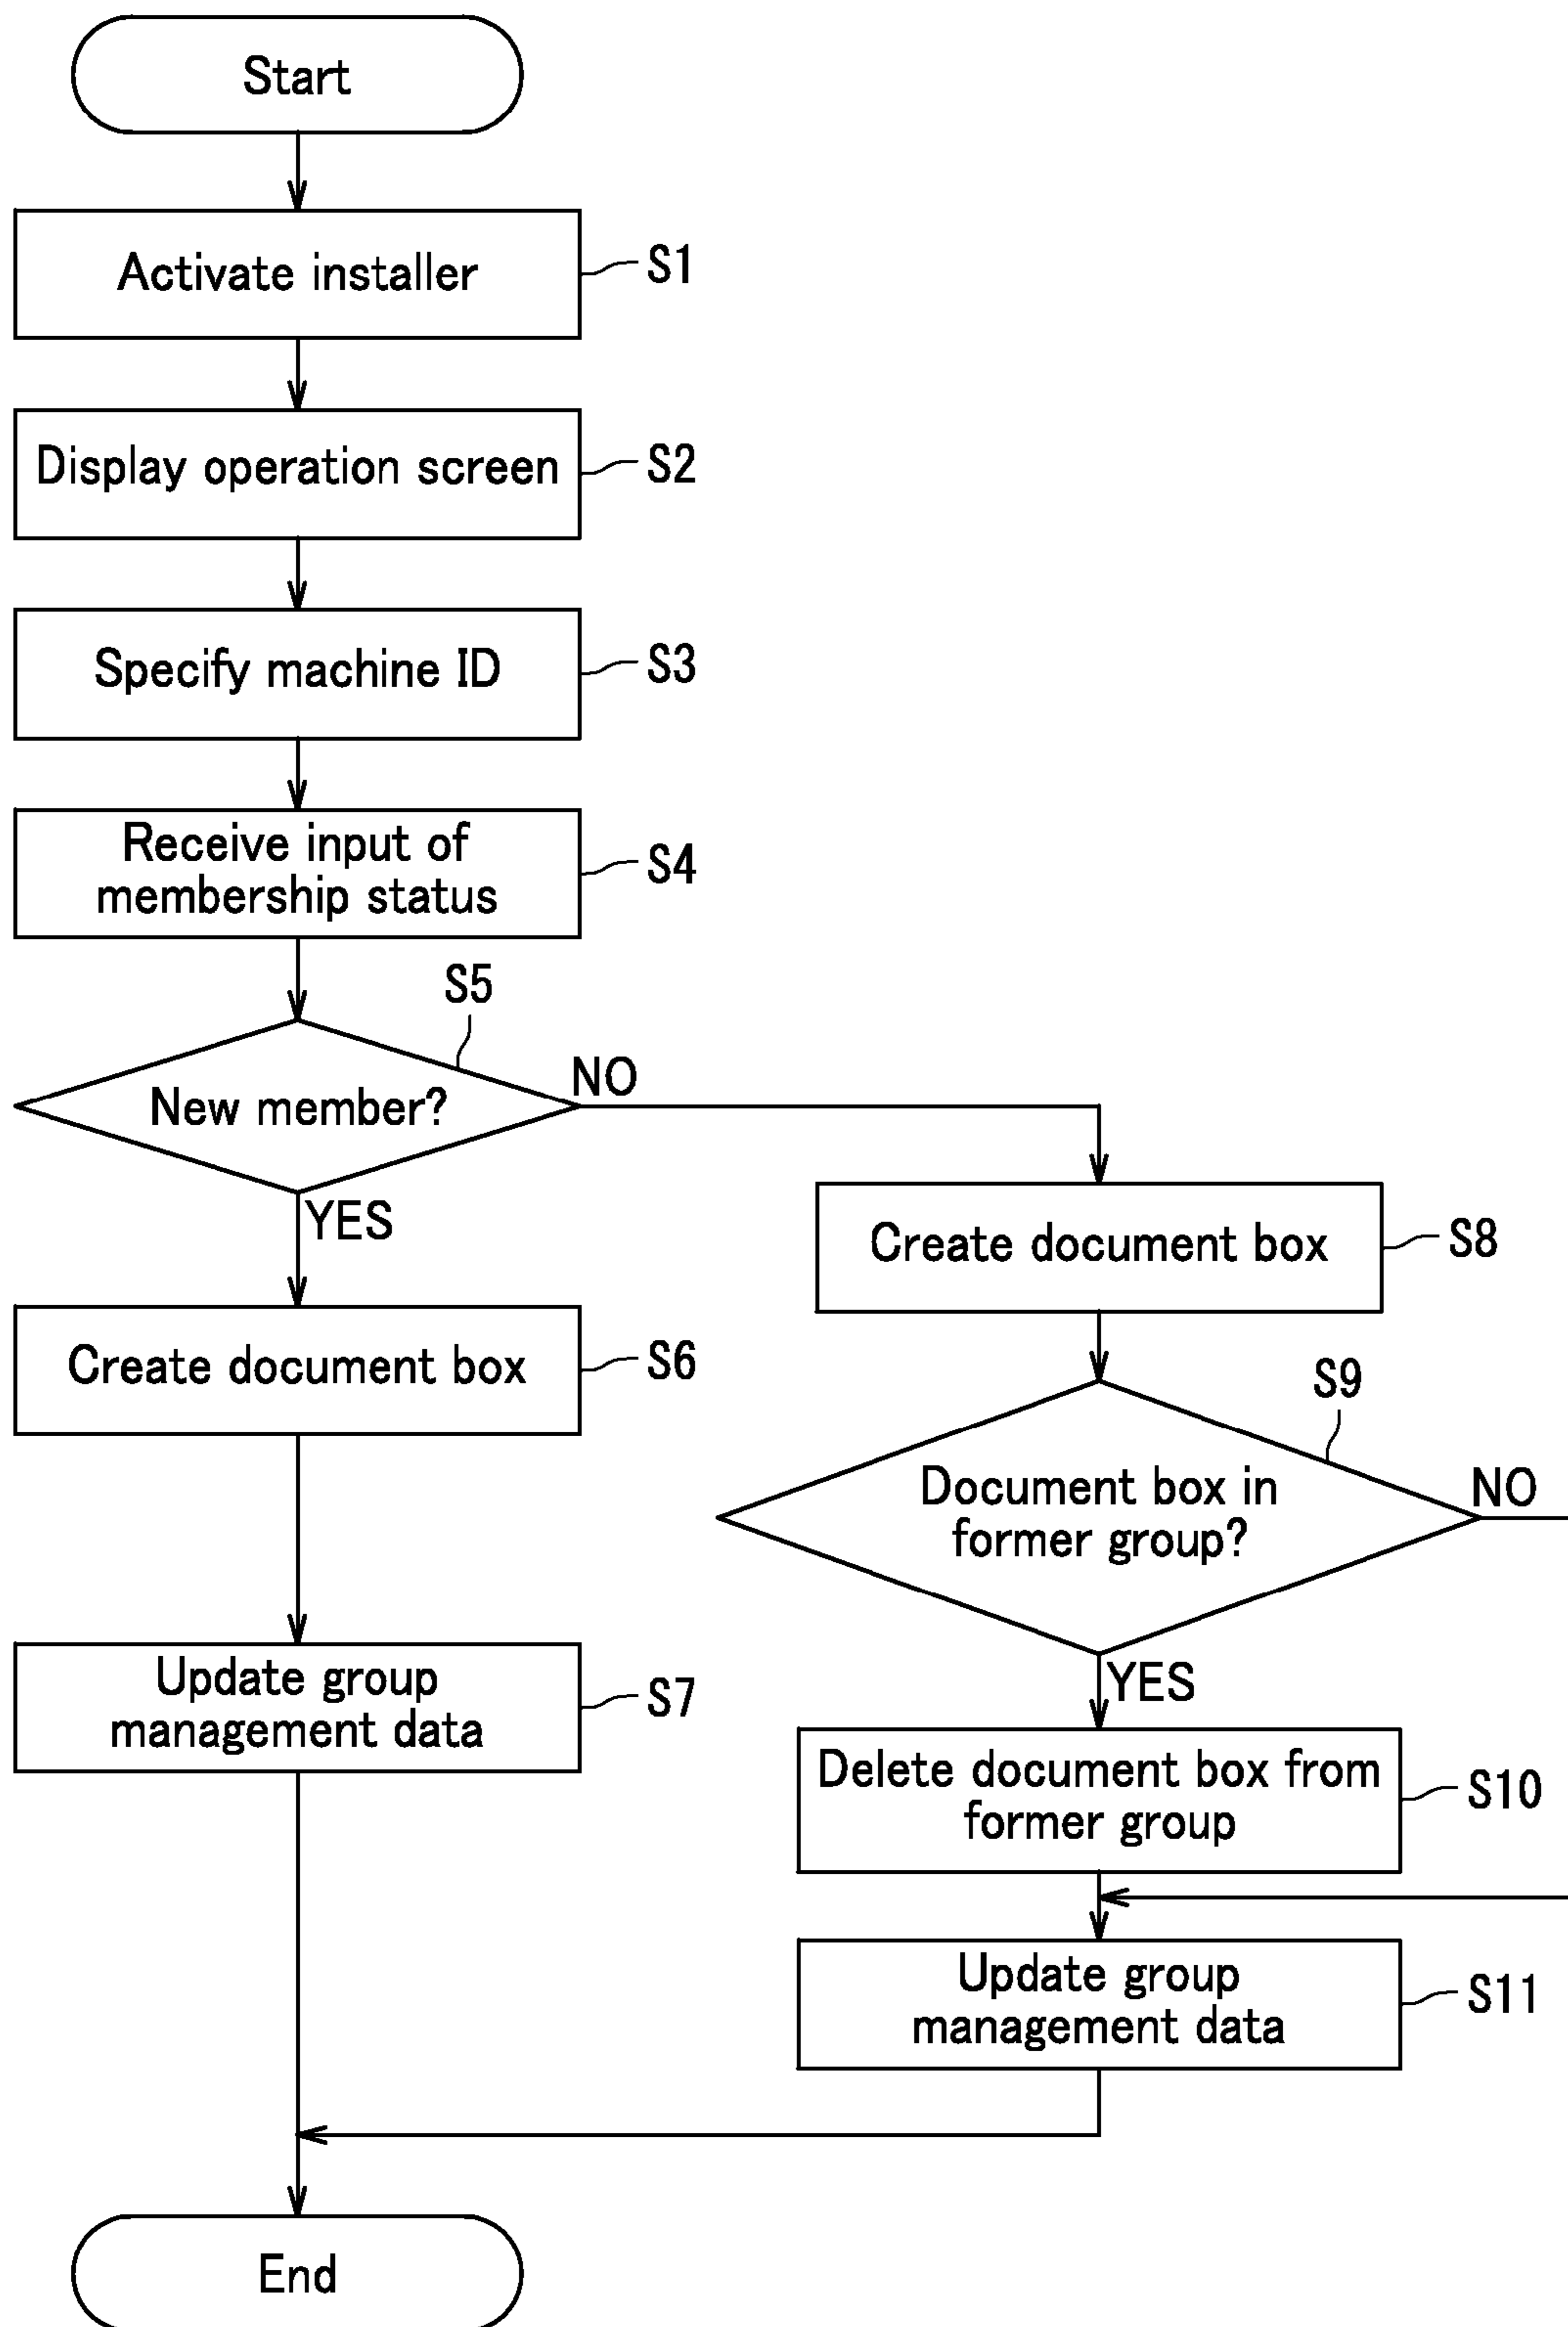 Start
Activate installer
S1
Display operation screen
S2
Specify machine ID
S3
Receive input of
membership status
S4
S5
New member?
NO
YES
Create document box
S6
Update group
management data
S7
Create document box
S8
S9
Document box in
former group?
NO
YES
Delete document box from
former group
S10
Update group
management data
S11
End